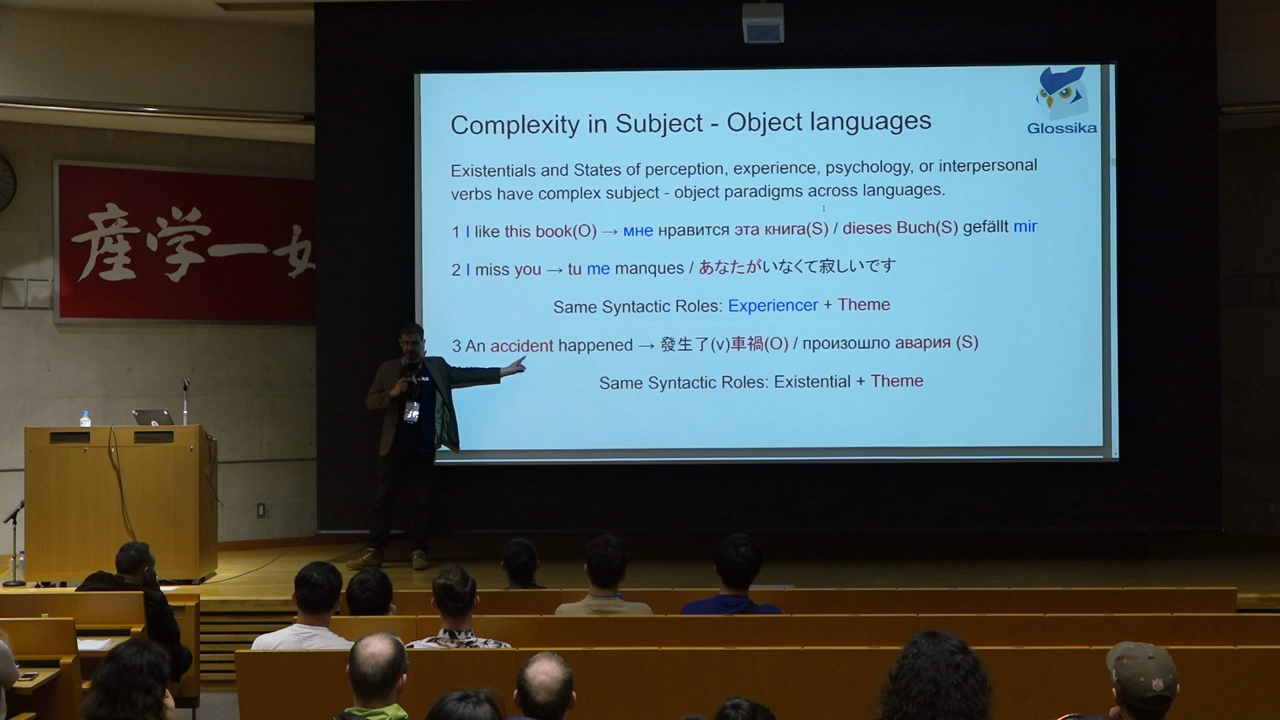 Glossika
Complexity in Subject - Object languages
Existentials and States of perception, experience, psychology, or interpersonal
verbs have complex subject - object paradigms across languages.
1 I like this book(O) → мне нравится эта книга(S) / dieses Buch(S) gefällt mir
2 I miss you → tu me manques / あなたがいなくて寂しいです
Same Syntactic Roles: Experiencer + Theme
3 An accident happened → 發生了(v)車禍(O) / произошло авария (S)
Same Syntactic Roles: Existential + Theme
産学一